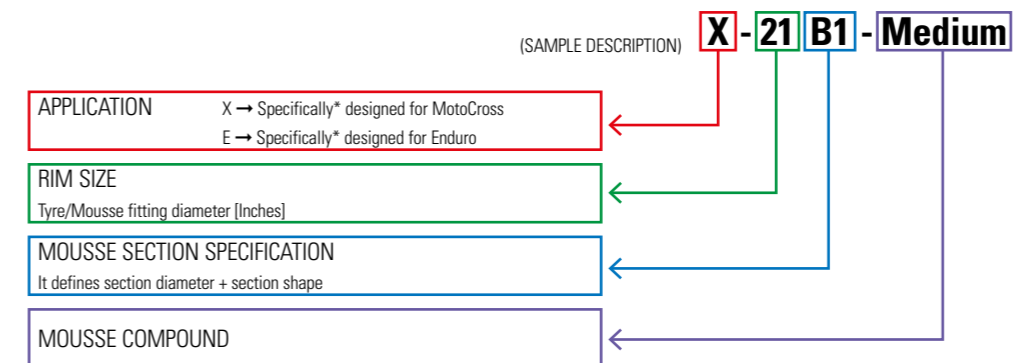 (SAMPLE DESCRIPTION) X - 21 B1 - Medium
APPLICATION X → Specifically* designed for MotoCross
E → Specifically* designed for Enduro
RIM SIZE
Tyre/Mousse fitting diameter [Inches]
MOUSSE SECTION SPECIFICATION
It defines section diameter + section shape
MOUSSE COMPOUND